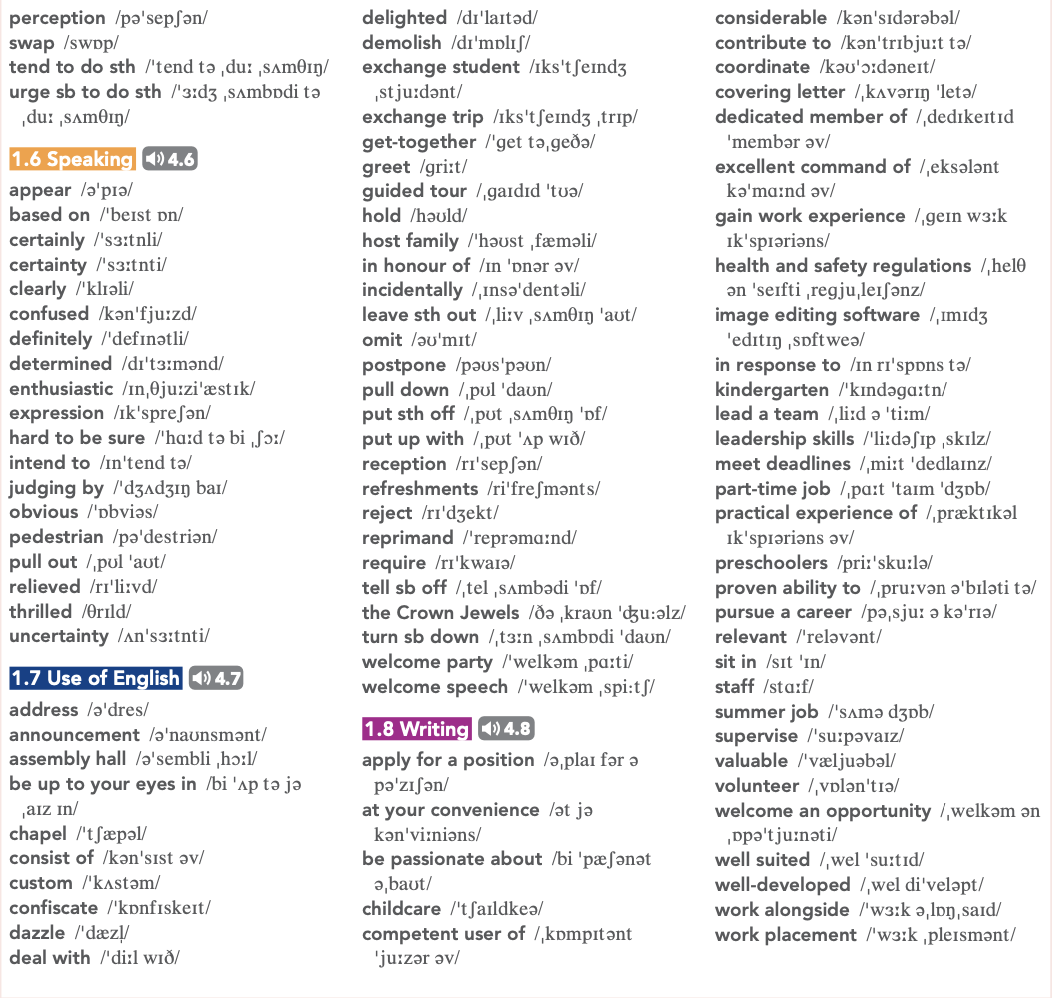 perception /pəˈsepʃən/
swap /swɒp/
tend to do sth /ˈtend tə ˌduː ˌsʌmθɪŋ/
urge sb to do sth /ˈɜːdʒ ˌsʌmbɒdi tə
ˌduː ˌsʌmθɪŋ/
1.6 Speaking 4.6
appear /əˈpɪə/
based on /ˈbeɪst ɒn/
certainly /ˈsɜːtnli/
certainty /ˈsɜːtnti/
clearly /ˈklɪəli/
confused /kənˈfjuːzd/
definitely /ˈdefɪnətli/
determined /dɪˈtɜːmənd/
enthusiastic /ɪnˌθjuːziˈæstɪk/
expression /ɪkˈspreʃən/
hard to be sure /ˈhɑːd tə bi ˌʃɔː/
intend to /ɪnˈtend tə/
judging by /ˈdʒʌdʒɪŋ baɪ/
obvious /ˈɒbviəs/
pedestrian /pəˈdestriən/
pull out /ˌpʊl ˈaʊt/
relieved /rɪˈliːvd/
thrilled /θrɪld/
uncertainty /ʌnˈsɜːtnti/
1.7 Use of English 4.7
address /əˈdres/
announcement /əˈnaʊnsmənt/
assembly hall /əˈsembli ˌhɔːl/
be up to your eyes in /bi ˈʌp tə jə
ˌaɪz ɪn/
chapel /ˈtʃæpəl/
consist of /kənˈsɪst əv/
custom /ˈkʌstəm/
confiscate /ˈkɒnfɪskeɪt/
dazzle /ˈdæzl̩/
deal with /ˈdiːl wɪð/
delighted /dɪˈlaɪtəd/
demolish /dɪˈmɒlɪʃ/
exchange student /ɪksˈtʃeɪndʒ
ˌstjuːdənt/
exchange trip /ɪksˈtʃeɪndʒ ˌtrɪp/
get-together /ˈget təˌgeðə/
greet /griːt/
guided tour /ˌgaɪdɪd ˈtʊə/
hold /həʊld/
host family /ˈhəʊst ˌfæməli/
in honour of /ɪn ˈɒnər əv/
incidentally /ˌɪnsəˈdentəli/
leave sth out /ˌliːv ˌsʌmθɪŋ ˈaʊt/
omit /əʊˈmɪt/
postpone /pəʊsˈpəʊn/
pull down /ˌpʊl ˈdaʊn/
put sth off /ˌpʊt ˌsʌmθɪŋ ˈɒf/
put up with /ˌpʊt ˈʌp wɪð/
reception /rɪˈsepʃən/
refreshments /riˈfreʃmənts/
reject /rɪˈdʒekt/
reprimand /ˈreprəmɑːnd/
require /rɪˈkwaɪə/
tell sb off /ˌtel ˌsʌmbədi ˈɒf/
the Crown Jewels /ðə ˌkraʊn ˈʤuːəlz/
turn sb down /ˌtɜːn ˌsʌmbɒdi ˈdaʊn/
welcome party /ˈwelkəm ˌpɑːti/
welcome speech /ˈwelkəm ˌspiːtʃ/
1.8 Writing 4.8
apply for a position /əˌplaɪ fər ə
pəˈzɪʃən/
at your convenience /ət jə
kənˈviːniəns/
be passionate about /bi ˈpæʃənət
əˌbaʊt/
childcare /ˈtʃaɪldkeə/
competent user of /ˌkɒmpɪtənt
ˈjuːzər əv/
considerable /kənˈsɪdərəbəl/
contribute to /kənˈtrɪbjuːt tə/
coordinate /kəʊˈɔːdəneɪt/
covering letter /ˌkʌvərɪŋ ˈletə/
dedicated member of /ˌdedɪkeɪtɪd
ˈmembər əv/
excellent command of /ˌeksələnt
kəˈmɑːnd əv/
gain work experience /ˌgeɪn wɜːk
ɪkˈspɪəriəns/
health and safety regulations /ˌhelθ
ən ˈseɪfti ˌregjuˌleɪʃənz/
image editing software /ˌɪmɪdʒ
ˈedɪtɪŋ ˌsɒftweə/
in response to /ɪn rɪˈspɒns tə/
kindergarten /ˈkɪndəgɑːtn/
lead a team /ˌliːd ə ˈtiːm/
leadership skills /ˈliːdəʃɪp ˌskɪlz/
meet deadlines /ˌmiːt ˈdedlaɪnz/
part-time job /ˌpɑːt ˈtaɪm ˈdʒɒb/
practical experience of /ˌpræktɪkəl
ɪkˈspɪəriəns əv/
preschoolers /priːˈskuːlə/
proven ability to /ˌpruːvən əˈbɪləti tə/
pursue a career /pəˌsjuː ə kəˈrɪə/
relevant /ˈreləvənt/
sit in /sɪt ˈɪn/
staff /stɑːf/
summer job /ˈsʌmə dʒɒb/
supervise /ˈsuːpəvaɪz/
valuable /ˈvæljuəbəl/
volunteer /ˌvɒlənˈtɪə/
welcome an opportunity /ˌwelkəm ən
ˌɒpəˈtjuːnəti/
well suited /ˌwel ˈsuːtɪd/
well-developed /ˌwel diˈveləpt/
work alongside /ˈwɜːk əˌlɒŋˌsaɪd/
work placement /ˈwɜːk ˌpleɪsmənt/